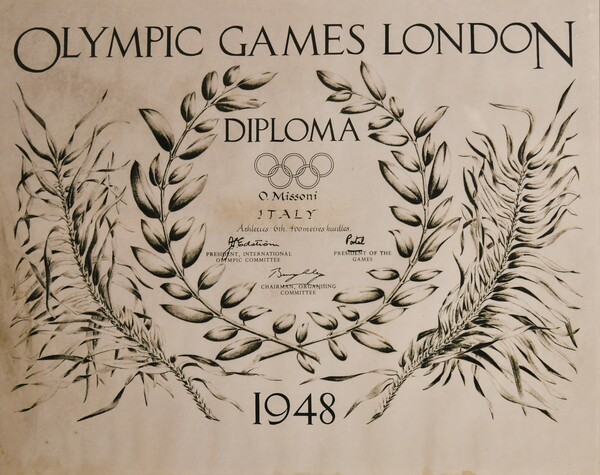 OLYMPIC GAMES LONDON
DIPLOMA
O. Missoni
ITALY
Athletics 6th 400 metres hurdles
PRESIDENT, INTERNATIONAL
OLYMPIC COMMITTEE
PRESIDENT OF THE
GAMES
CHAIRMAN, ORGANISING
COMMITTEE
1948